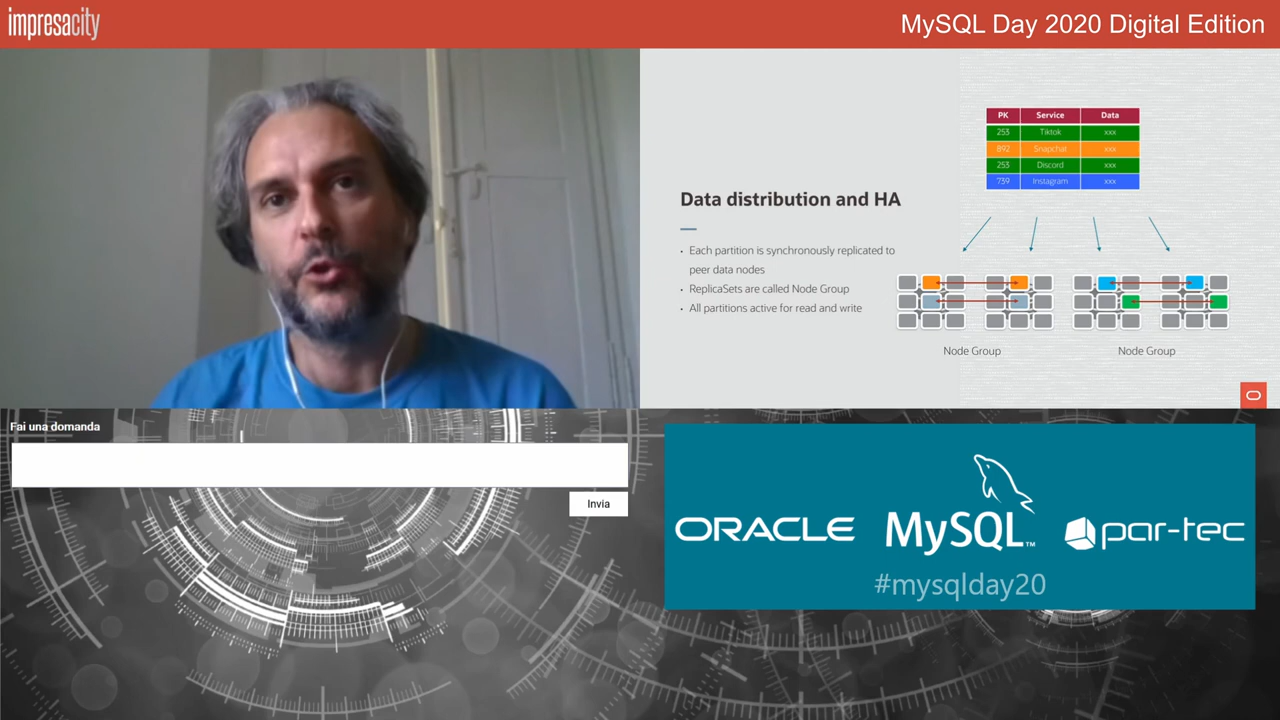 impresacity
MySQL Day 2020 Digital Edition
PK Service Data
253 Tiktok xxx
892 Snapchat xxx
253 Discord xxx
739 Instagram xxx
Data distribution and HA
• Each partition is synchronously replicated to
peer data nodes
• ReplicaSets are called Node Group
• All partitions active for read and write
Node Group
Node Group
Fai una domanda
Invia
ORACLE
MySQL™
par-tec
#mysqlday20